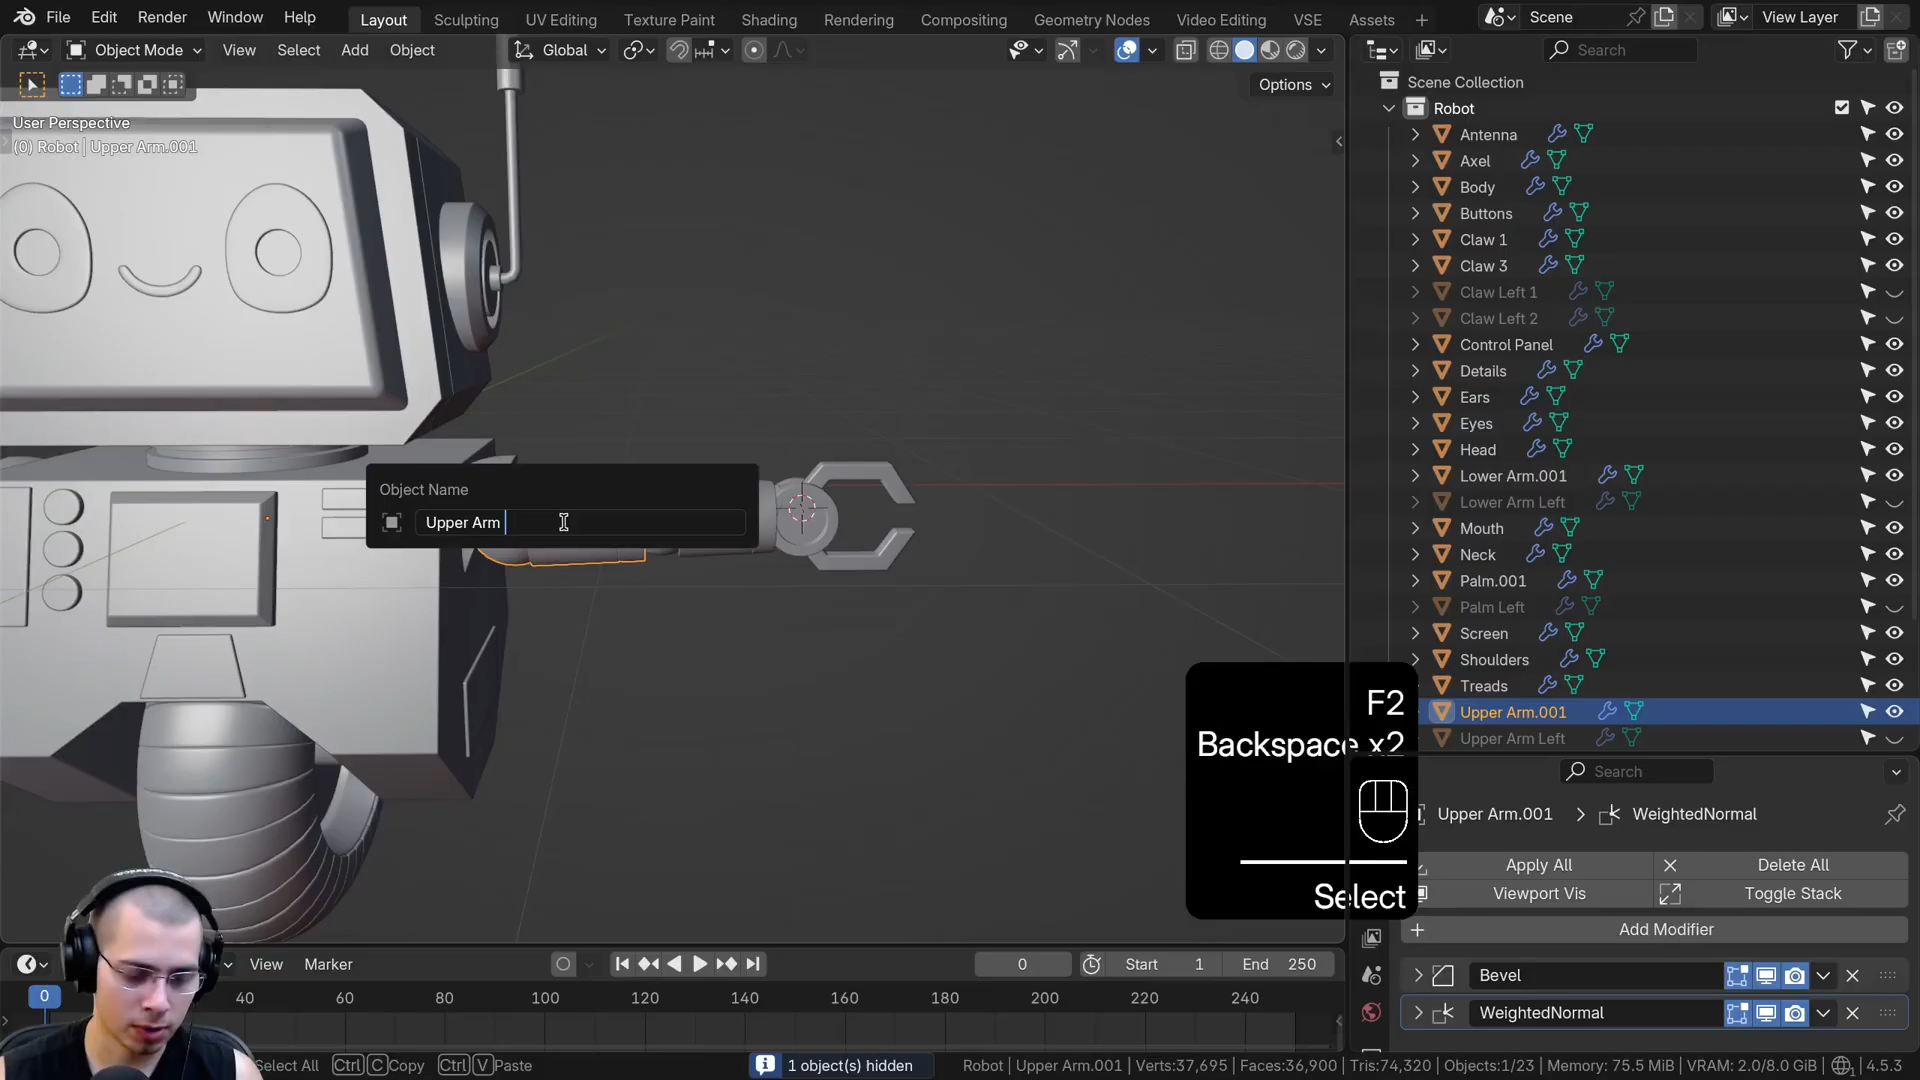 File Edit Render Window Help Layout Sculpting UV Editing Texture Paint Shading Rendering Compositing Geometry Nodes Video Editing VSE Assets + Scene View Layer
Object Mode View Select Add Object Global Search
Options
User Perspective
(0) Robot | Upper Arm.001
Scene Collection
Robot
Antenna
Axel
Body
Buttons
Claw 1
Claw 3
Claw Left 1
Claw Left 2
Control Panel
Details
Ears
Eyes
Head
Lower Arm.001
Lower Arm Left
Mouth
Neck
Palm.001
Palm Left
Screen
Shoulders
Treads
Upper Arm.001
Upper Arm Left
Object Name
Upper Arm
F2
Backspace x2
Select
Search
Upper Arm.001 > WeightedNormal
Apply All Delete All
Viewport Vis Toggle Stack
+ Add Modifier
Bevel
WeightedNormal
View Marker 0 Start 1 End 250
0 40 60 80 100 120 140 160 180 200 220 240
Select All Ctrl C Copy Ctrl V Paste 1 object(s) hidden Robot | Upper Arm.001 | Verts:37,695 | Faces:36,900 | Tris:74,320 | Objects:1/23 | Memory: 75.5 MiB | VRAM: 2.0/8.0 GiB | 4.5.3